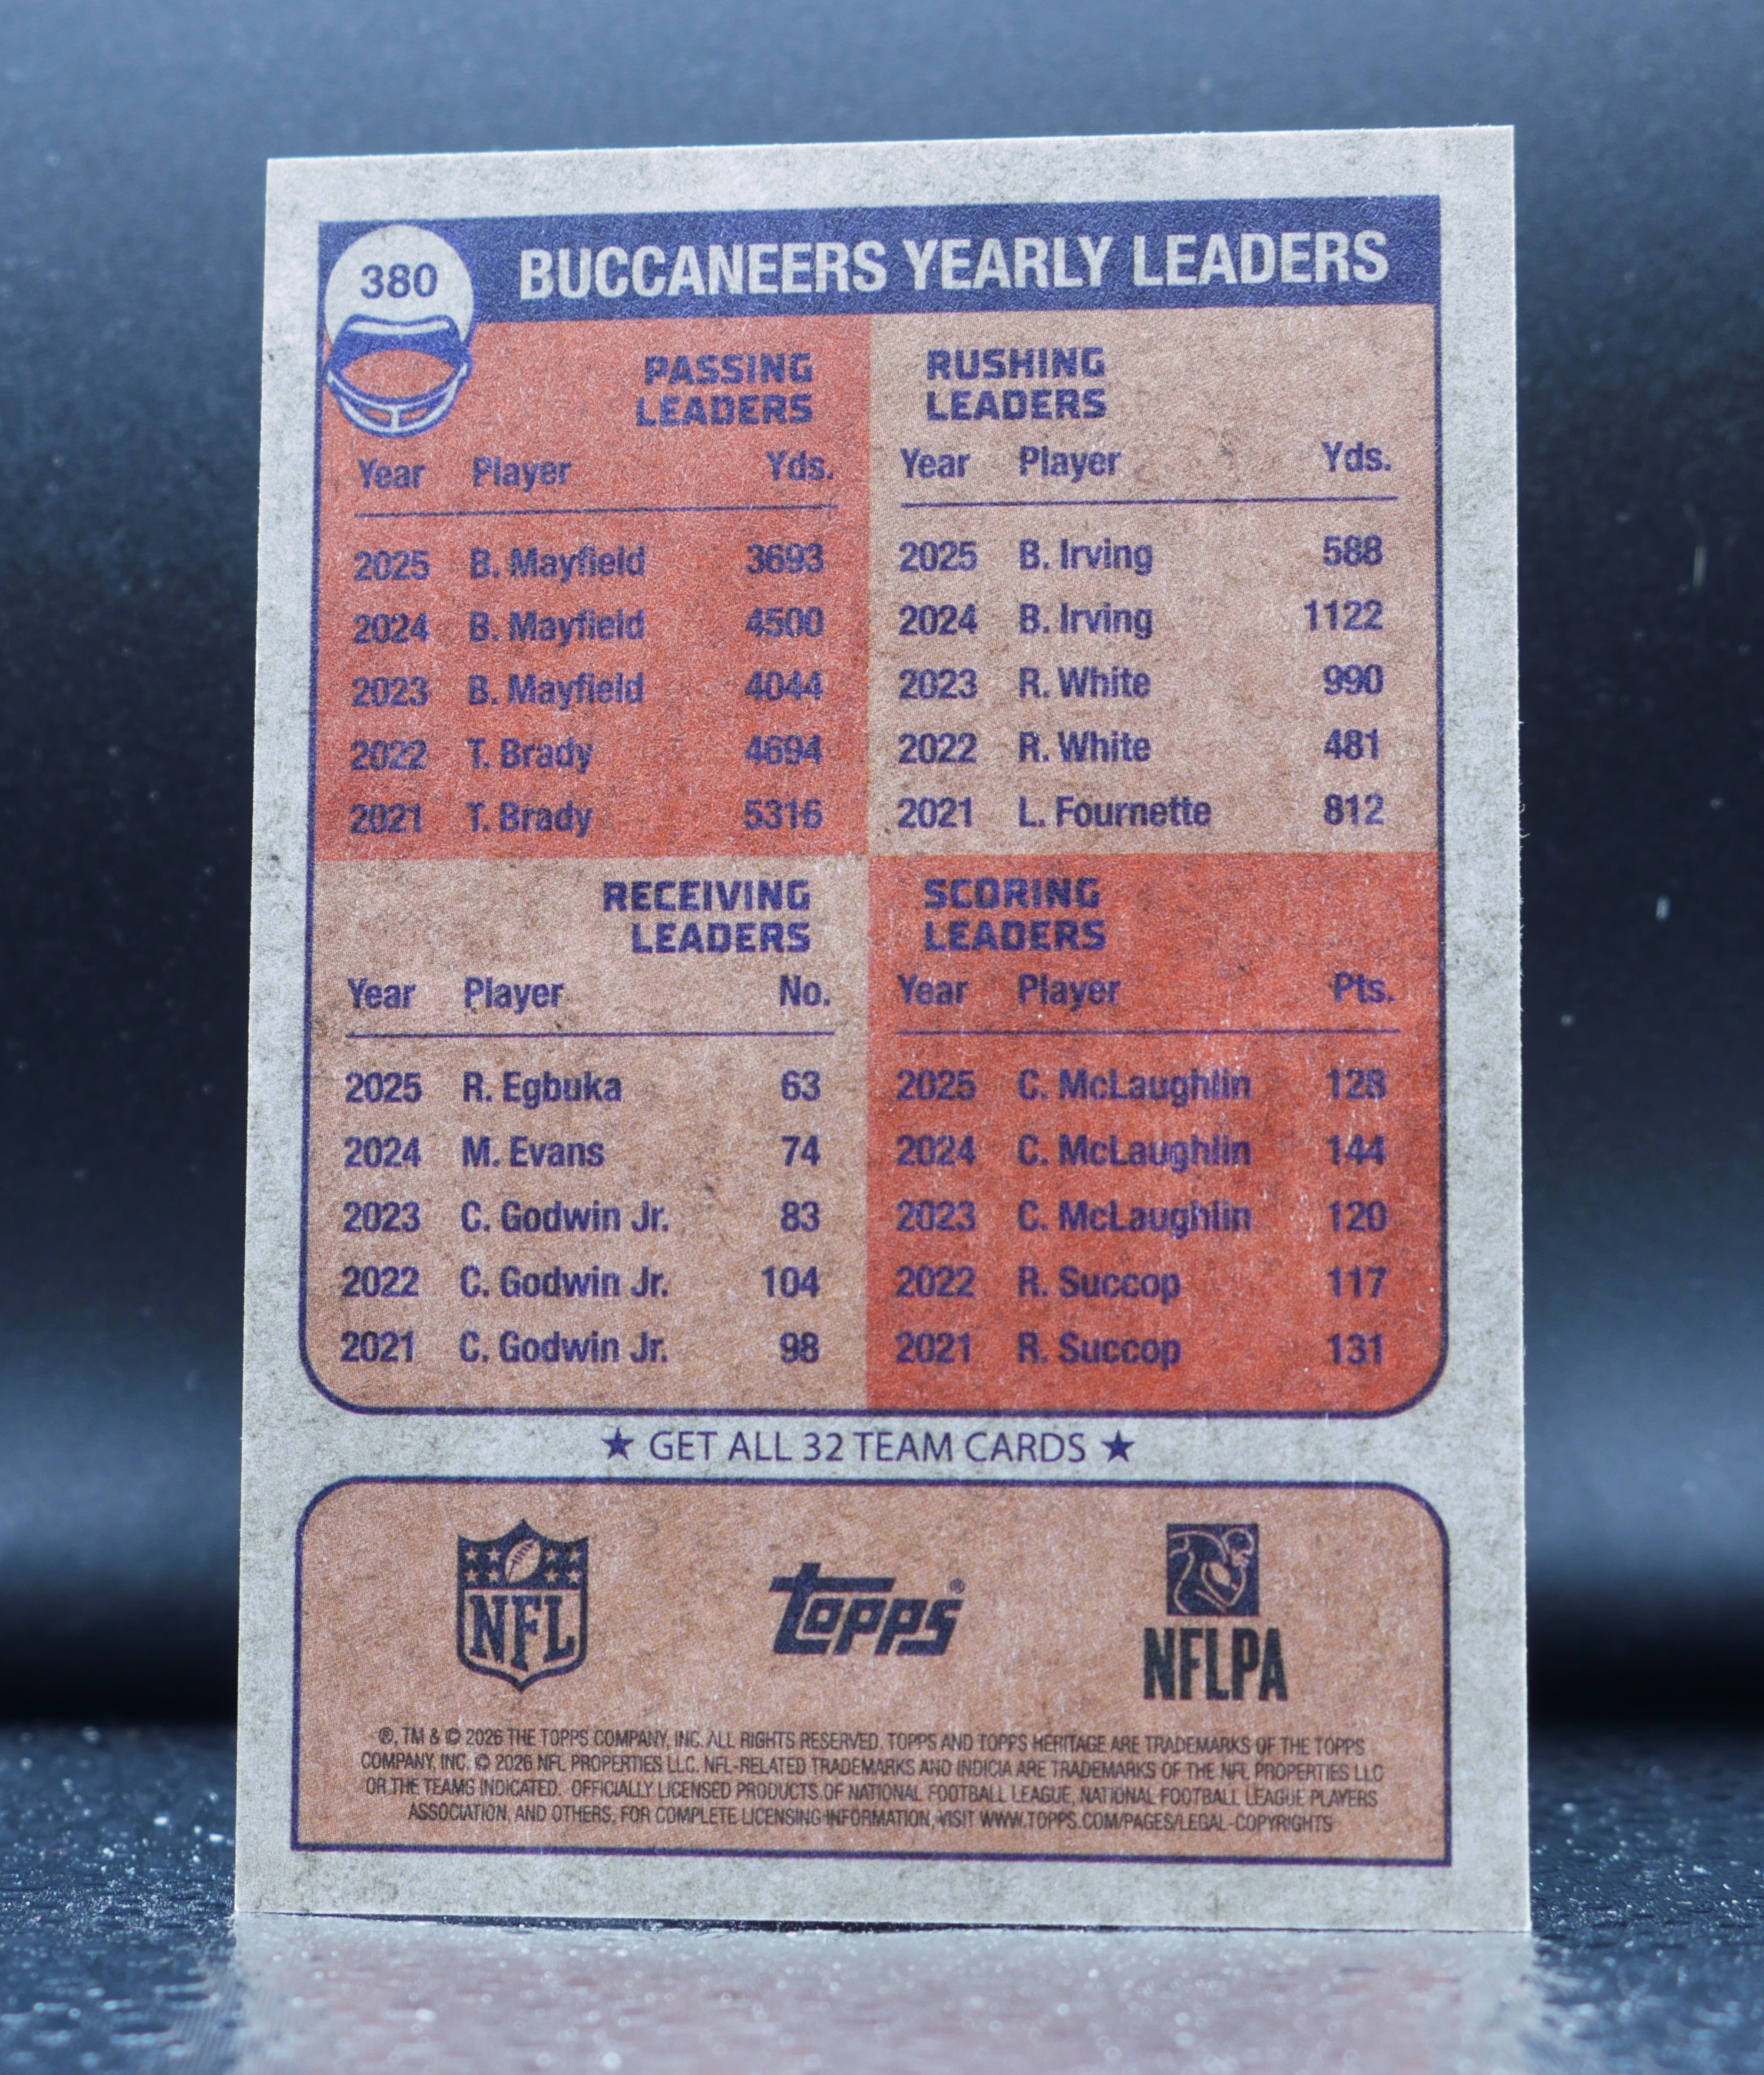 380
BUCCANEERS YEARLY LEADERS
PASSING
LEADERS
Year Player Yds.
2025 B. Mayfield 3693
2024 B. Mayfield 4500
2023 B. Mayfield 4044
2022 T. Brady 4694
2021 T. Brady 5316
RUSHING
LEADERS
Year Player Yds.
2025 B. Irving 588
2024 B. Irving 1122
2023 R. White 990
2022 R. White 481
2021 L. Fournette 812
RECEIVING
LEADERS
Year Player No.
2025 R. Egbuka 63
2024 M. Evans 74
2023 C. Godwin Jr. 83
2022 C. Godwin Jr. 104
2021 C. Godwin Jr. 98
SCORING
LEADERS
Year Player Pts.
2025 C. McLaughlin 128
2024 C. McLaughlin 144
2023 C. McLaughlin 120
2022 R. Succop 117
2021 R. Succop 131
★ GET ALL 32 TEAM CARDS ★
NFL
topps®
NFLPA
®, TM & © 2026 THE TOPPS COMPANY, INC. ALL RIGHTS RESERVED. TOPPS AND TOPPS HERITAGE ARE TRADEMARKS OF THE TOPPS
COMPANY, INC. © 2026 NFL PROPERTIES LLC. NFL-RELATED TRADEMARKS AND INDICIA ARE TRADEMARKS OF THE NFL PROPERTIES LLC
OR THE TEAMS INDICATED. OFFICIALLY LICENSED PRODUCTS OF NATIONAL FOOTBALL LEAGUE, NATIONAL FOOTBALL LEAGUE PLAYERS
ASSOCIATION, AND OTHERS, FOR COMPLETE LICENSING INFORMATION, VISIT WWW.TOPPS.COM/PAGES/LEGAL-COPYRIGHTS